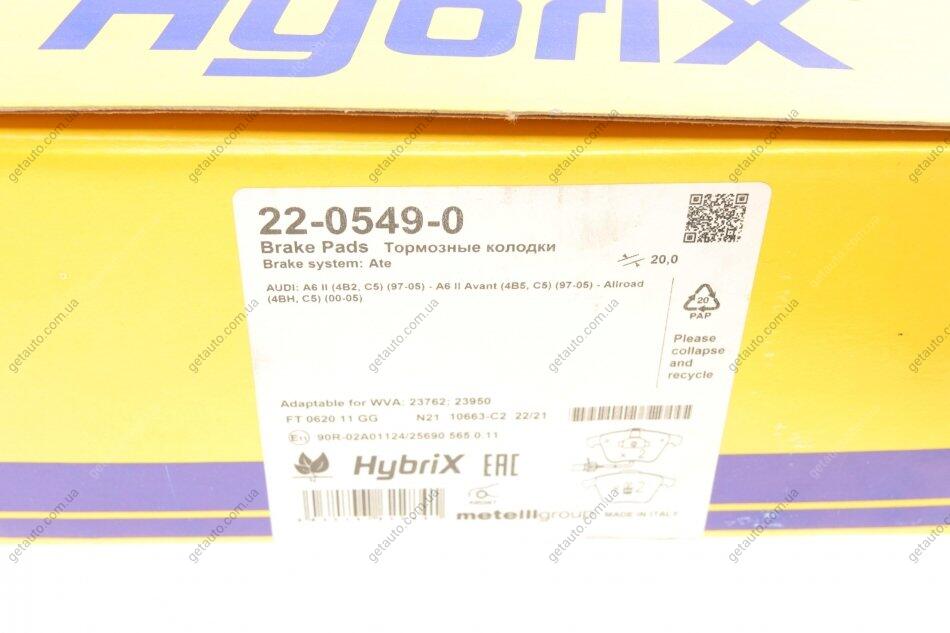 HybriX
22-0549-0
Brake Pads Тормозные колодки
Brake system: Ate
20,0
AUDI: A6 II (4B2, C5) (97-05) - A6 II Avant (4B5, C5) (97-05) - Allroad
(4BH, C5) (00-05)
20
PAP
Please
collapse
and
recycle
Adaptable for WVA: 23762; 23950
FT 0620 11 GG N21 10663-C2 22/21
E11 90R-02A01124/25690 565 0.11
x 2
x 2
HybriX EAC
metelligroup MADE IN ITALY
getauto.com.ua